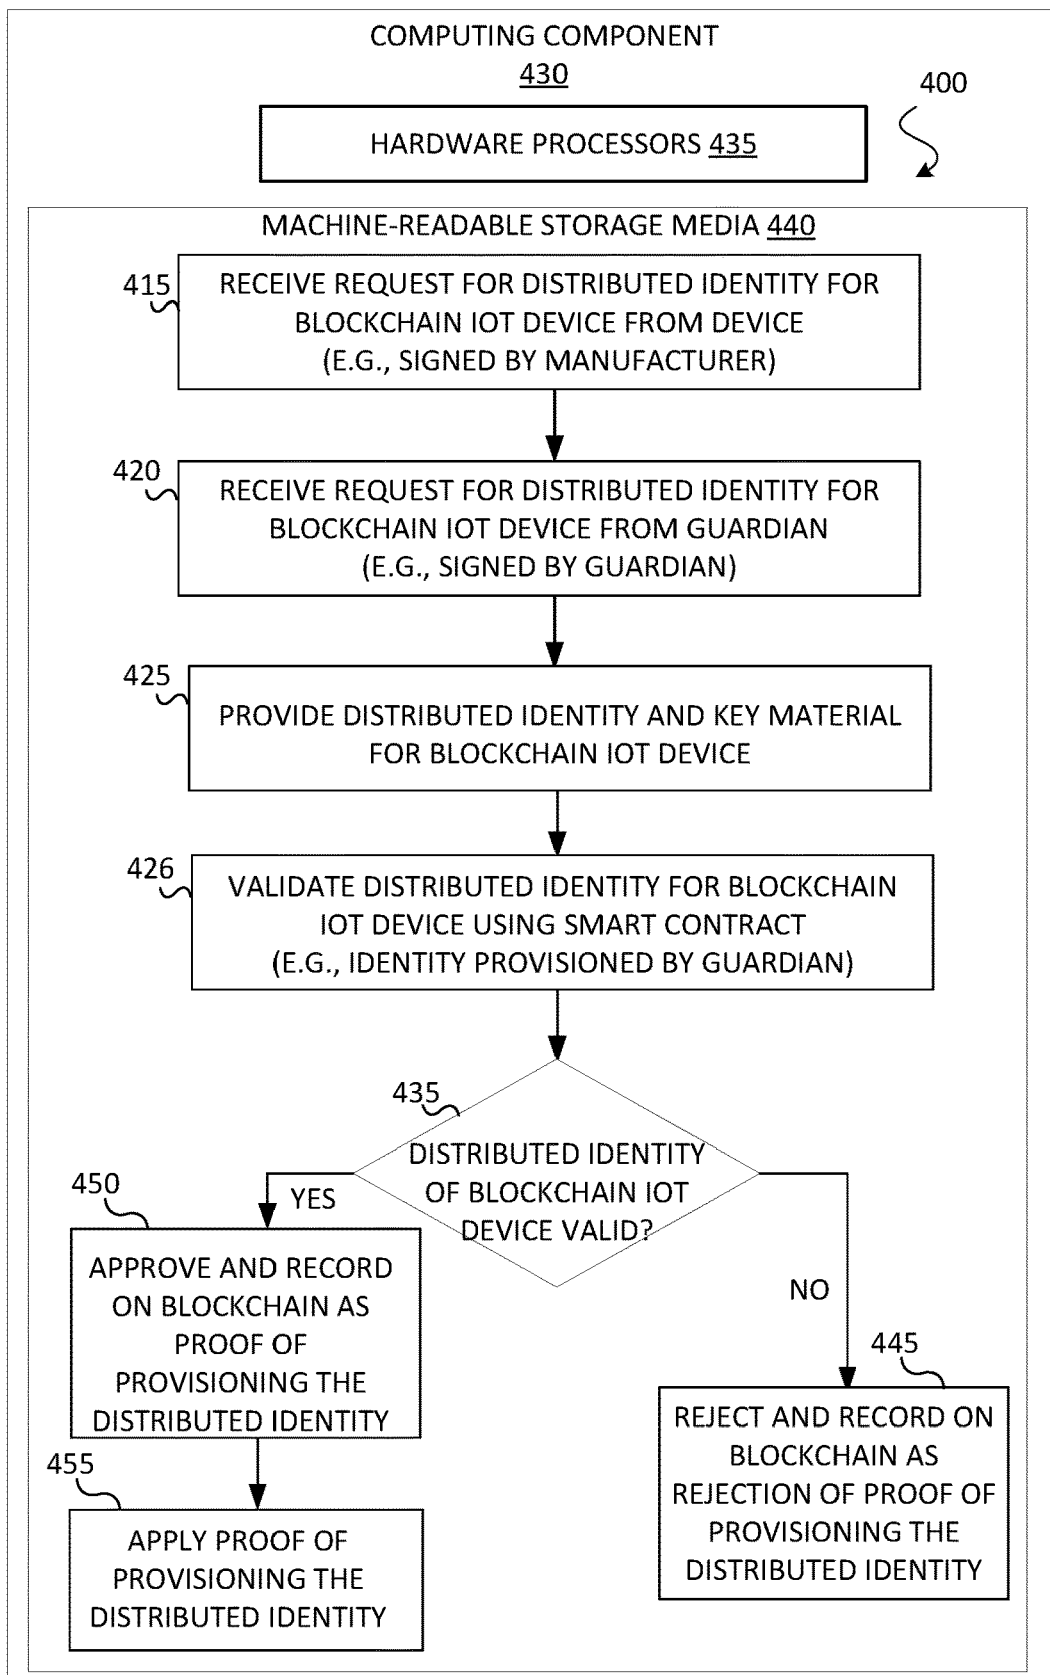 COMPUTING COMPONENT
430
400
HARDWARE PROCESSORS 435
MACHINE-READABLE STORAGE MEDIA 440
415
RECEIVE REQUEST FOR DISTRIBUTED IDENTITY FOR
BLOCKCHAIN IOT DEVICE FROM DEVICE
(E.G., SIGNED BY MANUFACTURER)
420
RECEIVE REQUEST FOR DISTRIBUTED IDENTITY FOR
BLOCKCHAIN IOT DEVICE FROM GUARDIAN
(E.G., SIGNED BY GUARDIAN)
425
PROVIDE DISTRIBUTED IDENTITY AND KEY MATERIAL
FOR BLOCKCHAIN IOT DEVICE
426
VALIDATE DISTRIBUTED IDENTITY FOR BLOCKCHAIN
IOT DEVICE USING SMART CONTRACT
(E.G., IDENTITY PROVISIONED BY GUARDIAN)
435
DISTRIBUTED IDENTITY
OF BLOCKCHAIN IOT
DEVICE VALID?
YES
NO
450
APPROVE AND RECORD
ON BLOCKCHAIN AS
PROOF OF
PROVISIONING THE
DISTRIBUTED IDENTITY
445
REJECT AND RECORD ON
BLOCKCHAIN AS
REJECTION OF PROOF OF
PROVISIONING THE
DISTRIBUTED IDENTITY
455
APPLY PROOF OF
PROVISIONING THE
DISTRIBUTED IDENTITY